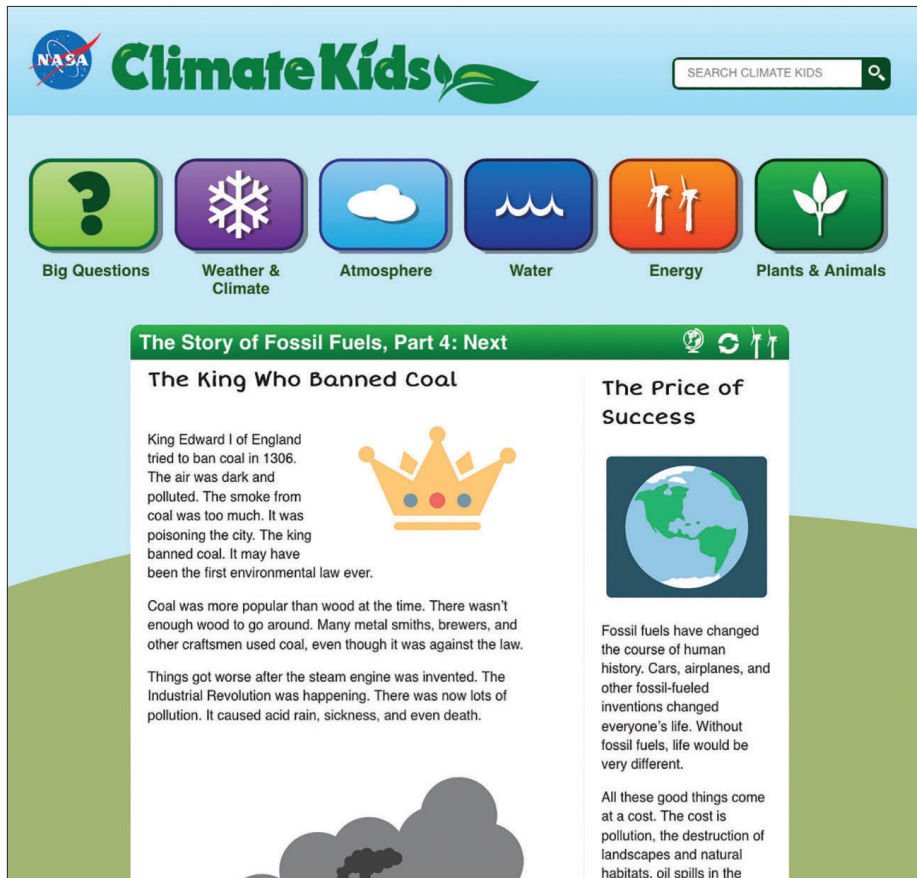 NASA
ClimateKids
SEARCH CLIMATE KIDS
Big Questions
Weather &
Climate
Atmosphere
Water
Energy
Plants & Animals
The Story of Fossil Fuels, Part 4: Next
The King Who Banned Coal
King Edward I of England
tried to ban coal in 1306.
The air was dark and
polluted. The smoke from
coal was too much. It was
poisoning the city. The king
banned coal. It may have
been the first environmental law ever.
Coal was more popular than wood at the time. There wasn't
enough wood to go around. Many metal smiths, brewers, and
other craftsmen used coal, even though it was against the law.
Things got worse after the steam engine was invented. The
Industrial Revolution was happening. There was now lots of
pollution. It caused acid rain, sickness, and even death.
The Price of
Success
Fossil fuels have changed
the course of human
history. Cars, airplanes, and
other fossil-fueled
inventions changed
everyone's life. Without
fossil fuels, life would be
very different.
All these good things come
at a cost. The cost is
pollution, the destruction of
landscapes and natural
habitats, oil spills in the